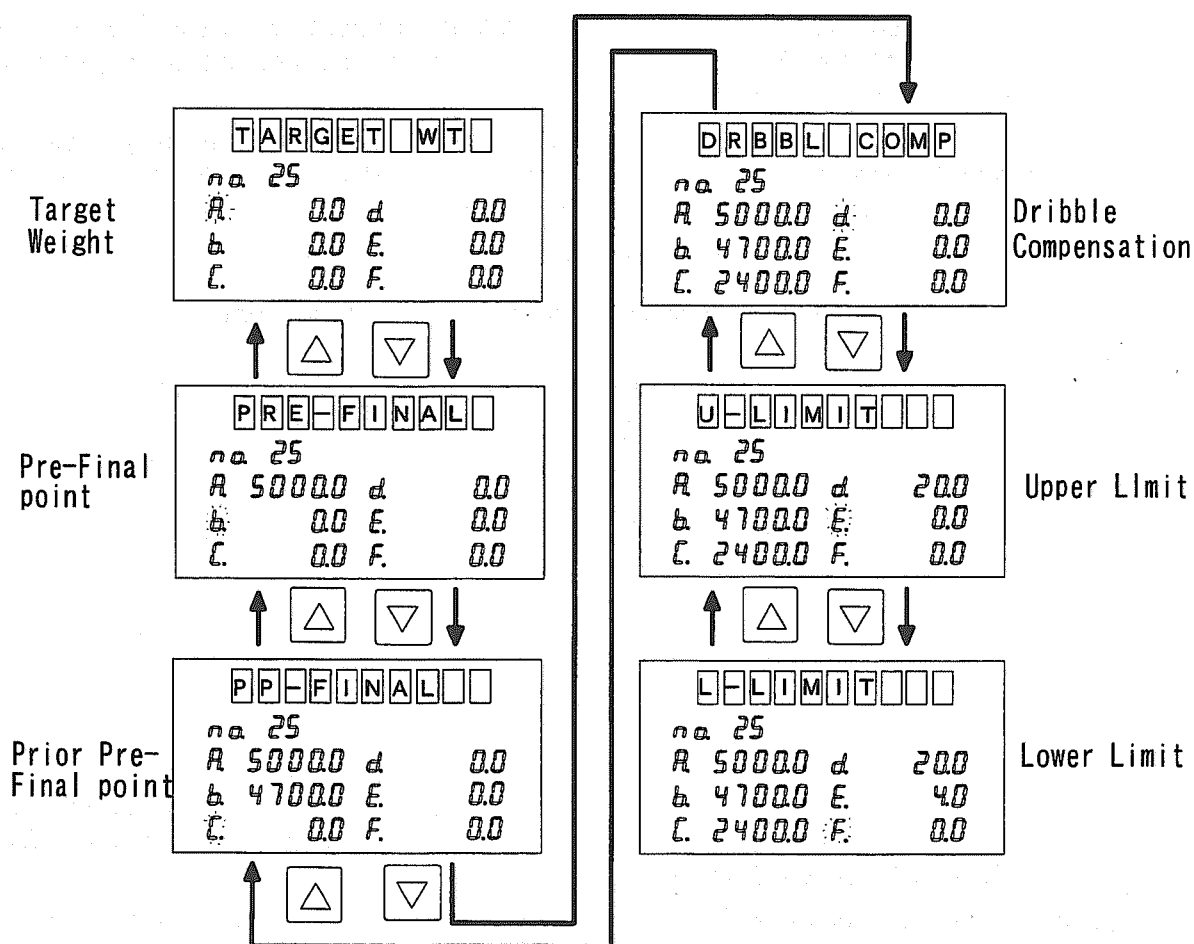 TARGET WT
no. 25
A. 0.0 d. 0.0
b. 0.0 E. 0.0
C. 0.0 F. 0.0
Target
Weight
PRE-FINAL
no. 25
A. 5000.0 d. 0.0
b. 0.0 E. 0.0
C. 0.0 F. 0.0
Pre-Final
point
PP-FINAL
no. 25
A. 5000.0 d. 0.0
b. 4700.0 E. 0.0
C. 0.0 F. 0.0
Prior Pre-
Final point
DRBBL COMP
no. 25
A. 5000.0 d. 0.0
b. 4700.0 E. 0.0
C. 2400.0 F. 0.0
Dribble
Compensation
U-LIMIT
no. 25
A. 5000.0 d. 20.0
b. 4700.0 E. 0.0
C. 2400.0 F. 0.0
Upper LImit
L-LIMIT
no. 25
A. 5000.0 d. 20.0
b. 4700.0 E. 4.0
C. 2400.0 F. 0.0
Lower Limit